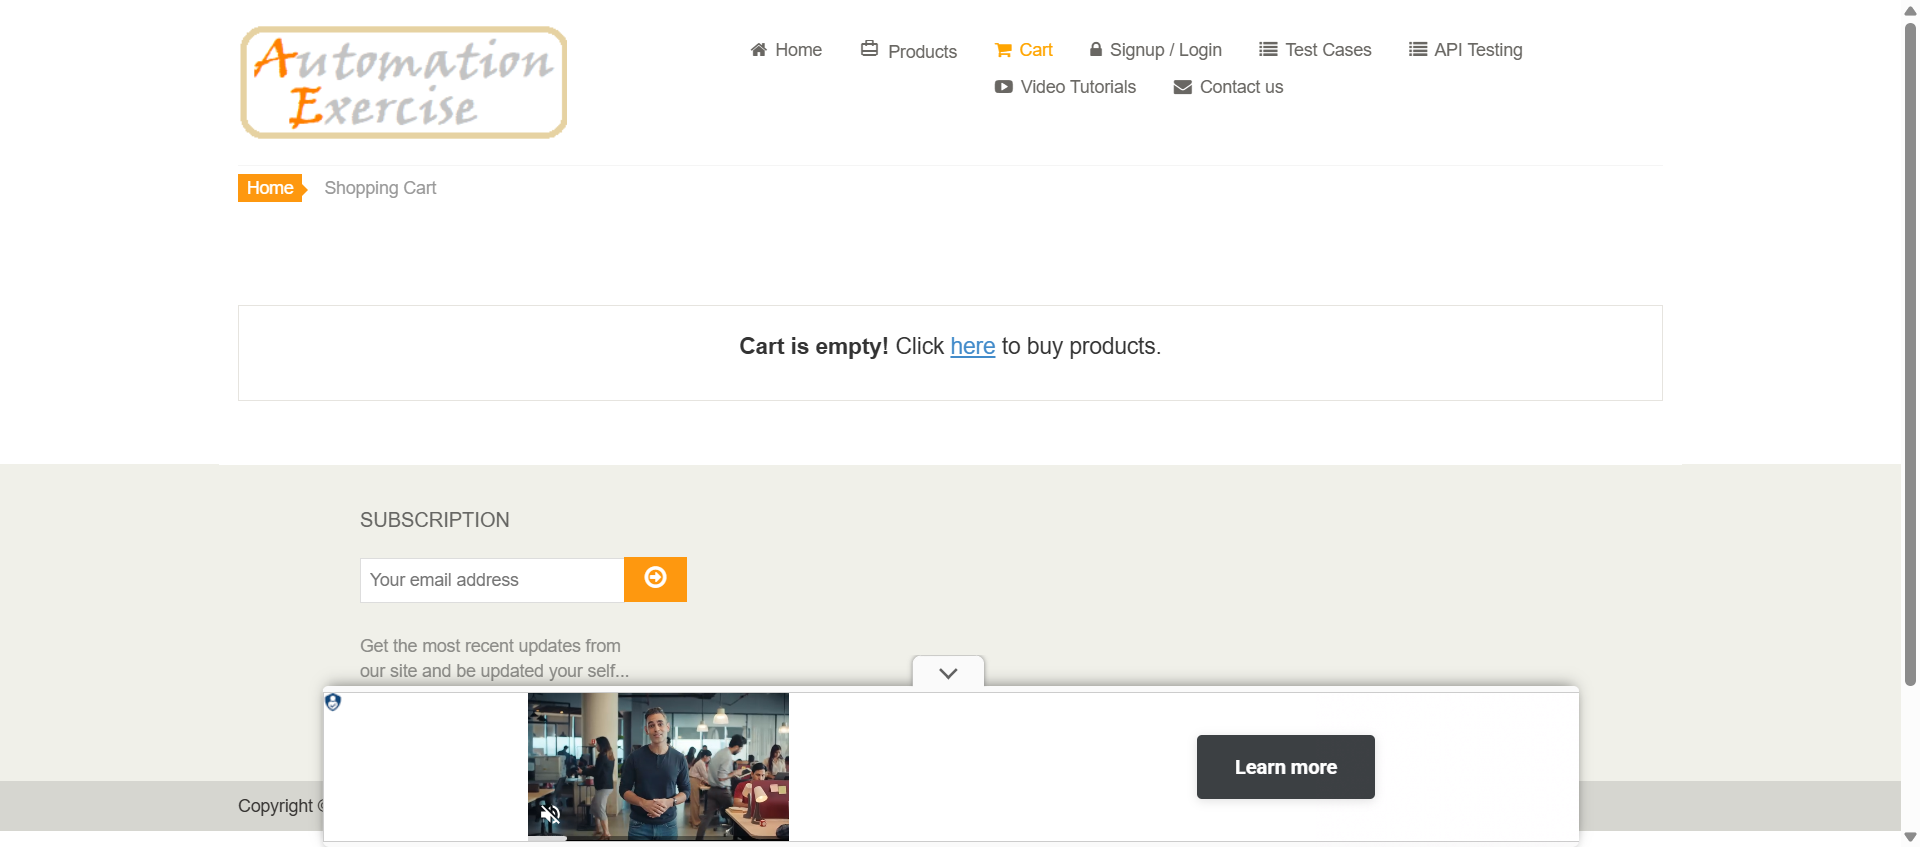 Automation
Exercise
Home
Products
Cart
Signup / Login
Test Cases
API Testing
Video Tutorials
Contact us
Home
Shopping Cart
Cart is empty! Click here to buy products.
SUBSCRIPTION
Your email address
Get the most recent updates from
our site and be updated your self...
Learn more
Copyright